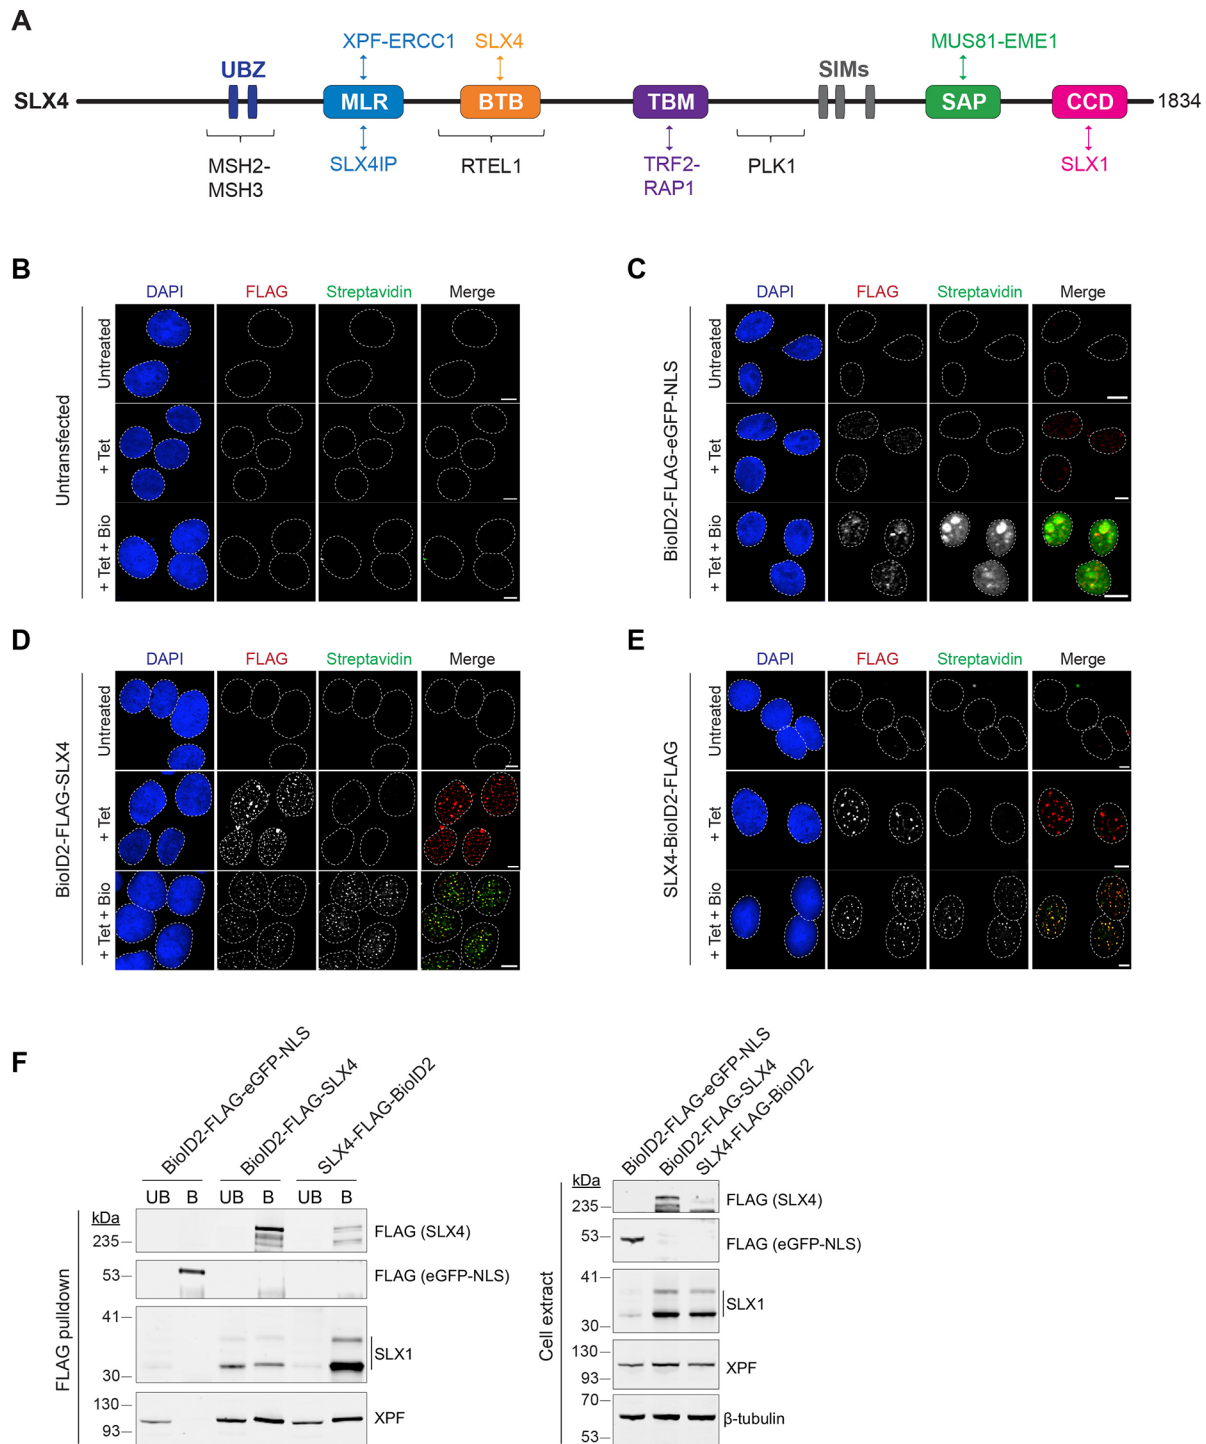 A
XPF-ERCC1
SLX4
MUS81-EME1
UBZ
SIMs
SLX4
MLR
BTB
TBM
SAP
CCD
1834
MSH2-
MSH3
SLX4IP
RTEL1
TRF2-
RAP1
PLK1
SLX1
B
DAPI
FLAG
Streptavidin
Merge
Untransfected
Untreated
+ Tet
+ Tet + Bio
C
DAPI
FLAG
Streptavidin
Merge
BioID2-FLAG-eGFP-NLS
Untreated
+ Tet
+ Tet + Bio
D
DAPI
FLAG
Streptavidin
Merge
BioID2-FLAG-SLX4
Untreated
+ Tet
+ Tet + Bio
E
DAPI
FLAG
Streptavidin
Merge
SLX4-BioID2-FLAG
Untreated
+ Tet
+ Tet + Bio
F
BioID2-FLAG-eGFP-NLS
BioID2-FLAG-SLX4
SLX4-FLAG-BioID2
UB B UB B UB B
FLAG pulldown
kDa
235
FLAG (SLX4)
53
FLAG (eGFP-NLS)
41
30
SLX1
130
93
XPF
BioID2-FLAG-eGFP-NLS
BioID2-FLAG-SLX4
SLX4-FLAG-BioID2
Cell extract
kDa
235
FLAG (SLX4)
53
FLAG (eGFP-NLS)
41
30
SLX1
130
93
XPF
70
53
β-tubulin